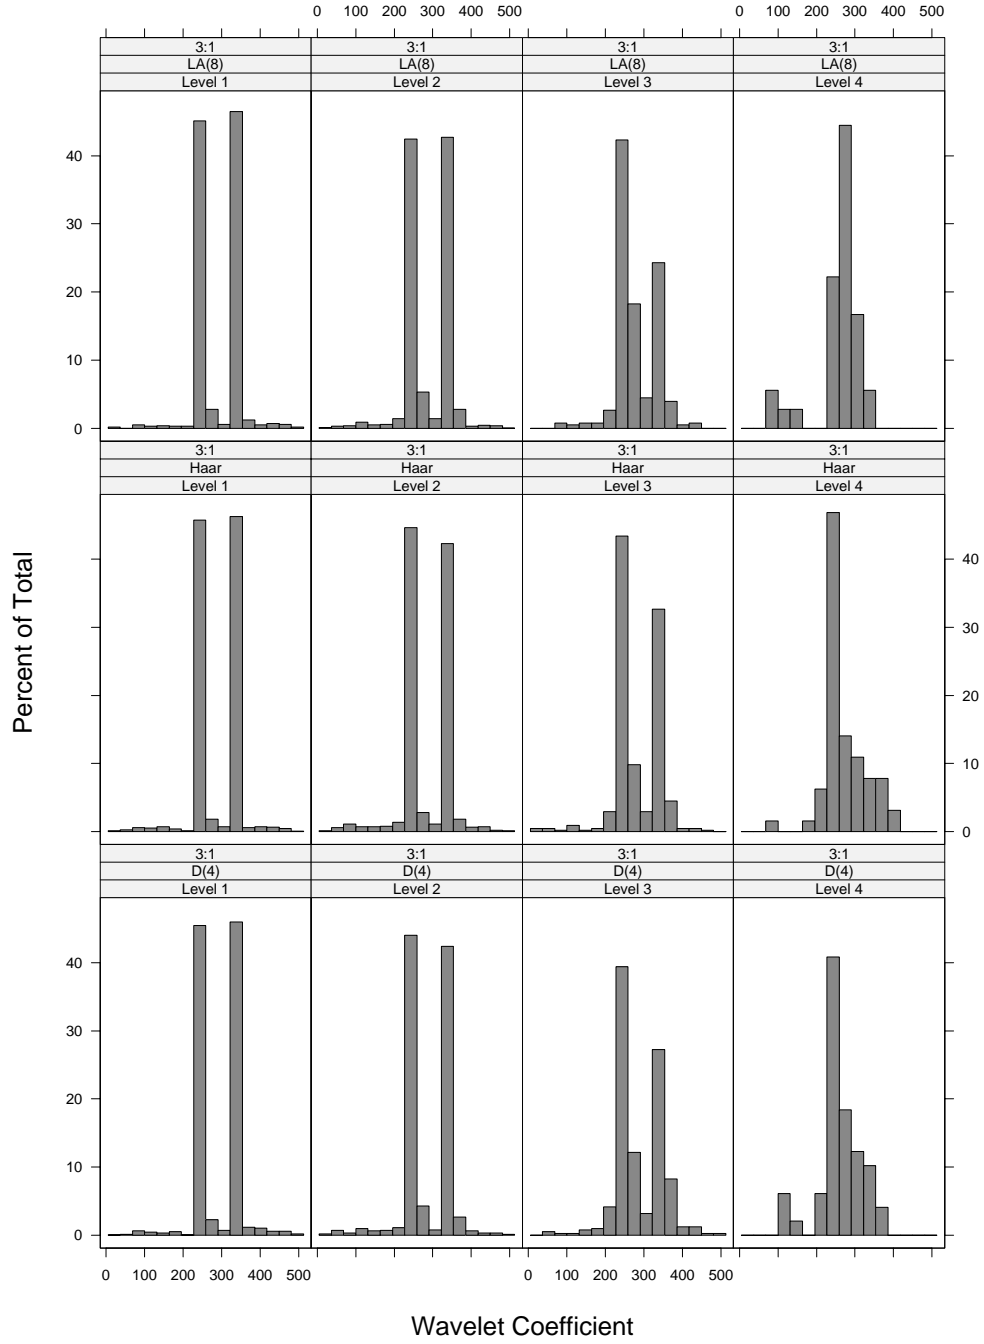 0 100 200 300 400 500 0 100 200 300 400 500
3:1 3:1 3:1 3:1
LA(8) LA(8) LA(8) LA(8)
Level 1 Level 2 Level 3 Level 4
40
30
20
10
0
3:1 3:1 3:1 3:1
Haar Haar Haar Haar
Level 1 Level 2 Level 3 Level 4
Percent of Total
40
30
20
10
0
3:1 3:1 3:1 3:1
D(4) D(4) D(4) D(4)
Level 1 Level 2 Level 3 Level 4
40
30
20
10
0
0 100 200 300 400 500 0 100 200 300 400 500
Wavelet Coefficient